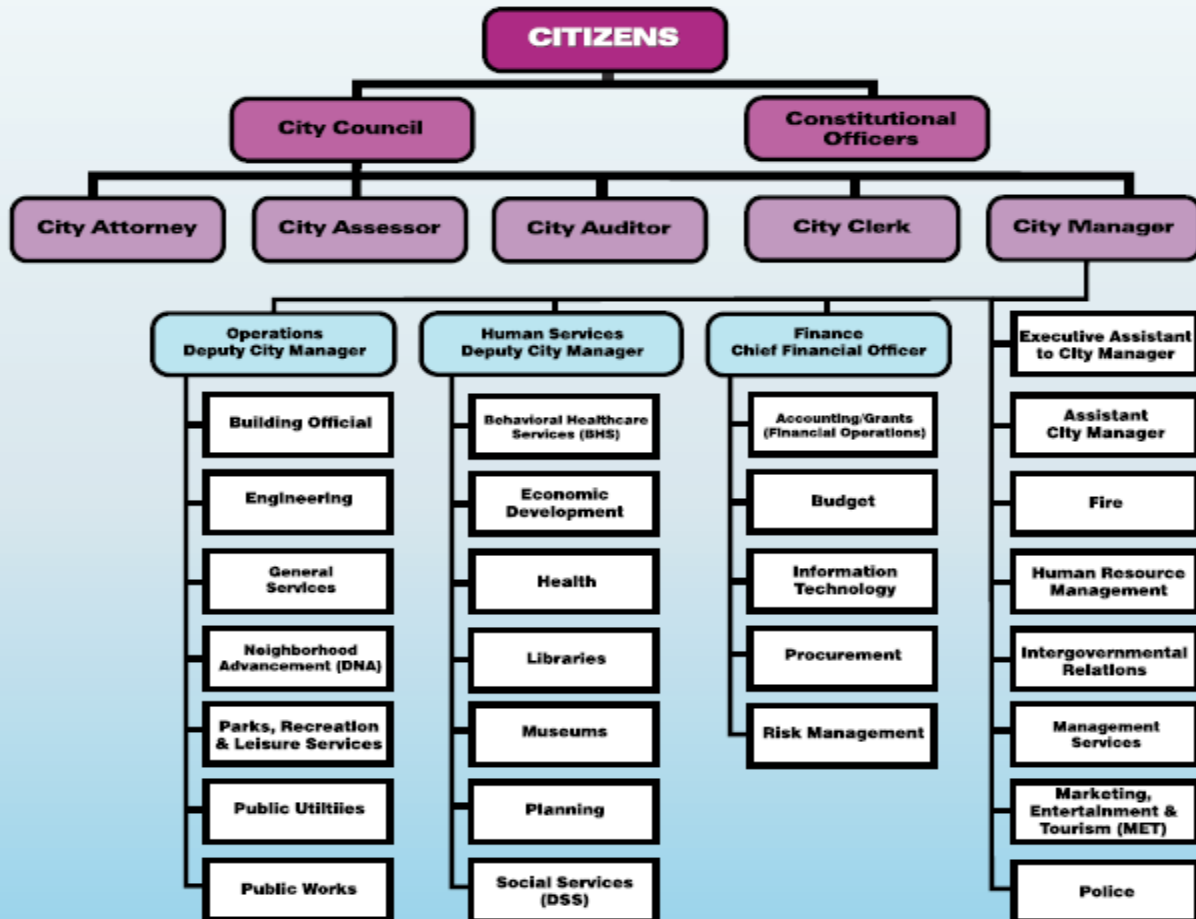 CITIZENS
City Council
Constitutional
Officers
City Attorney
City Assessor
City Auditor
City Clerk
City Manager
Operations
Deputy City Manager
Building Official
Engineering
General
Services
Neighborhood
Advancement (DNA)
Parks, Recreation
& Leisure Services
Public Utiltiies
Public Works
Human Services
Deputy City Manager
Behavioral Healthcare
Services (BHS)
Economic
Development
Health
Libraries
Museums
Planning
Social Services
(DSS)
Finance
Chief Financial Officer
Accounting/Grants
(Financial Operations)
Budget
Information
Technology
Procurement
Risk Management
Executive Assistant
to City Manager
Assistant
City Manager
Fire
Human Resource
Management
Intergovernmental
Relations
Management
Services
Marketing,
Entertainment &
Tourism (MET)
Police